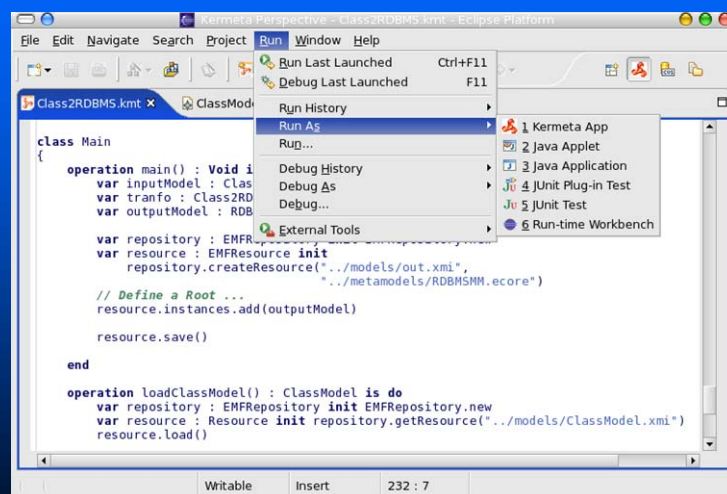 Kermeta Perspective - Class2RDBMS.kmt - Eclipse Platform
File Edit Navigate Search Project Run Window Help
Run Last Launched Ctrl+F11
Debug Last Launched F11
Run History
Run As
Run...
Debug History
Debug As
Debug...
External Tools
1 Kermeta App
2 Java Applet
3 Java Application
4 JUnit Plug-in Test
5 JUnit Test
6 Run-time Workbench
Class2RDBMS.kmt ClassMod
class Main
{
operation main() : Void i
var inputModel : Clas
var tranfo : Class2RD
var outputModel : RDB
var repository : EMFRepository init EMFRepository.new
var resource : EMFResource init
repository.createResource("../models/out.xmi",
"../metamodels/RDBMSMM.ecore")
// Define a Root ...
resource.instances.add(outputModel)
resource.save()
end
operation loadClassModel() : ClassModel is do
var repository : EMFRepository init EMFRepository.new
var resource : Resource init repository.getResource("../models/ClassModel.xmi")
resource.load()
Writable Insert 232 : 7